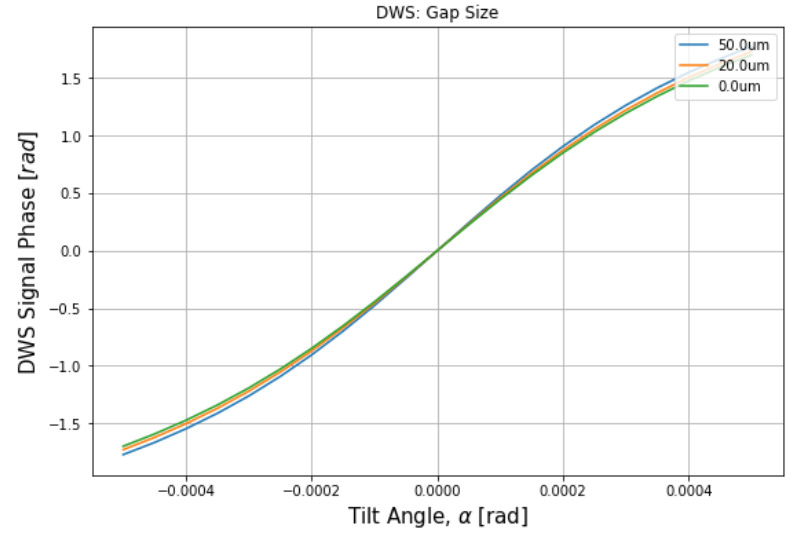 DWS: Gap Size
50.0um
20.0um
0.0um
DWS Signal Phase [rad]
1.5
1.0
0.5
0.0
−0.5
−1.0
−1.5
−0.0004 −0.0002 0.0000 0.0002 0.0004
Tilt Angle, α [rad]